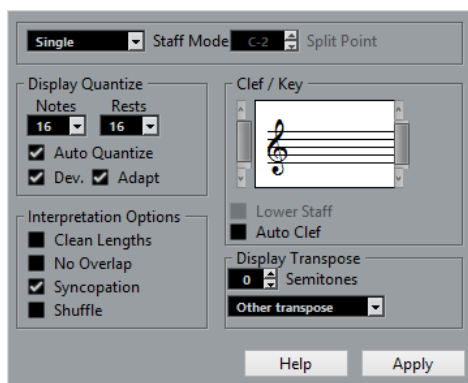 Single Staff Mode C-2 Split Point
Display Quantize
Notes Rests
16 16
Auto Quantize
Dev. Adapt
Interpretation Options
Clean Lengths
No Overlap
Syncopation
Shuffle
Clef / Key
Lower Staff
Auto Clef
Display Transpose
0 Semitones
Other transpose
Help Apply